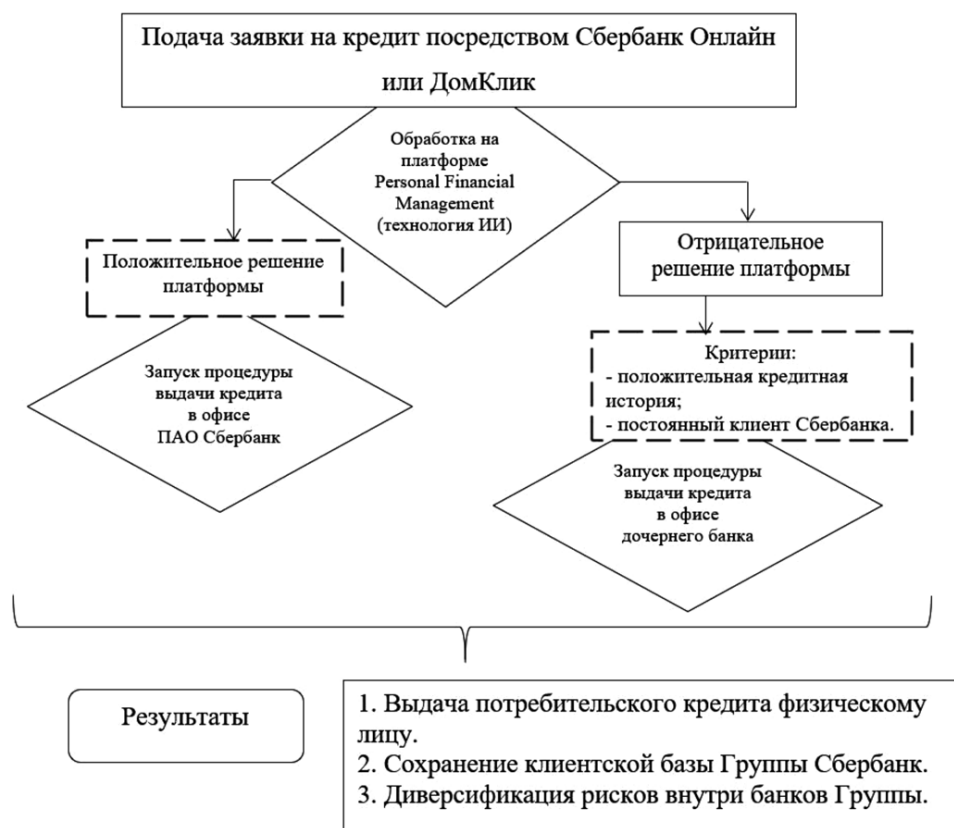 Подача заявки на кредит посредством Сбербанк Онлайн
или ДомКлик
Обработка на
платформе
Personal Financial
Management
(технология ИИ)
Положительное решение
платформы
Отрицательное
решение платформы
Запуск процедуры
выдачи кредита
в офисе
ПАО Сбербанк
Критерии:
- положительная кредитная
история;
- постоянный клиент Сбербанка.
Запуск процедуры
выдачи кредита
в офисе
дочернего банка
Результаты
1. Выдача потребительского кредита физическому
лицу.
2. Сохранение клиентской базы Группы Сбербанк.
3. Диверсификация рисков внутри банков Группы.